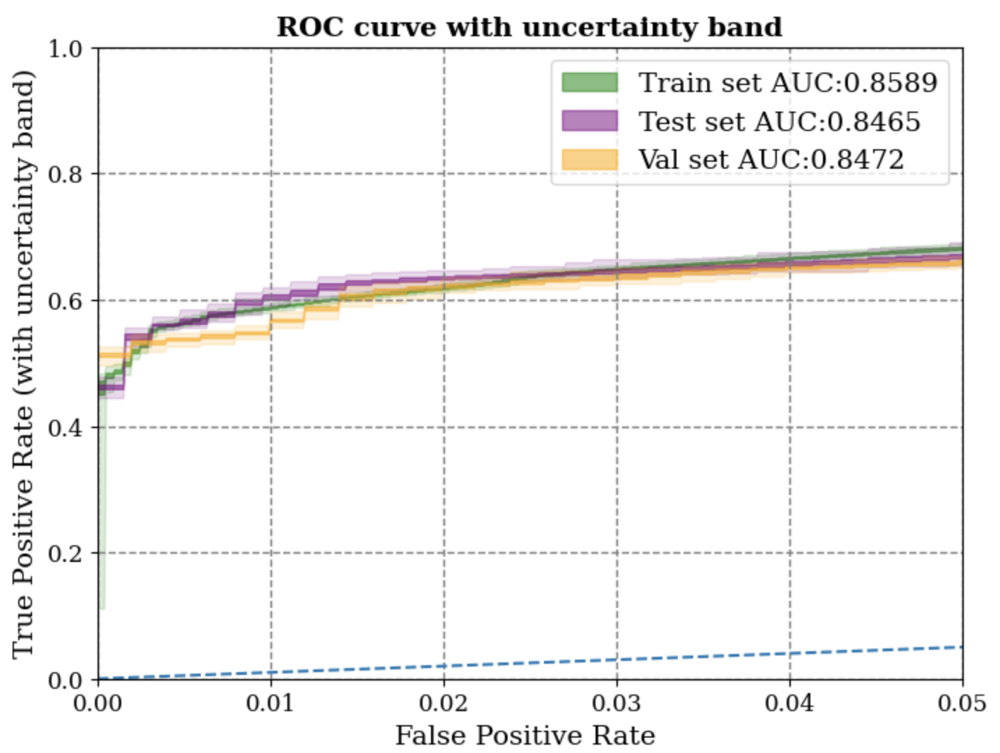 ROC curve with uncertainty band
True Positive Rate (with uncertainty band)
1.0
0.8
0.6
0.4
0.2
0.0
Train set AUC:0.8589
Test set AUC:0.8465
Val set AUC:0.8472
0.00 0.01 0.02 0.03 0.04 0.05
False Positive Rate